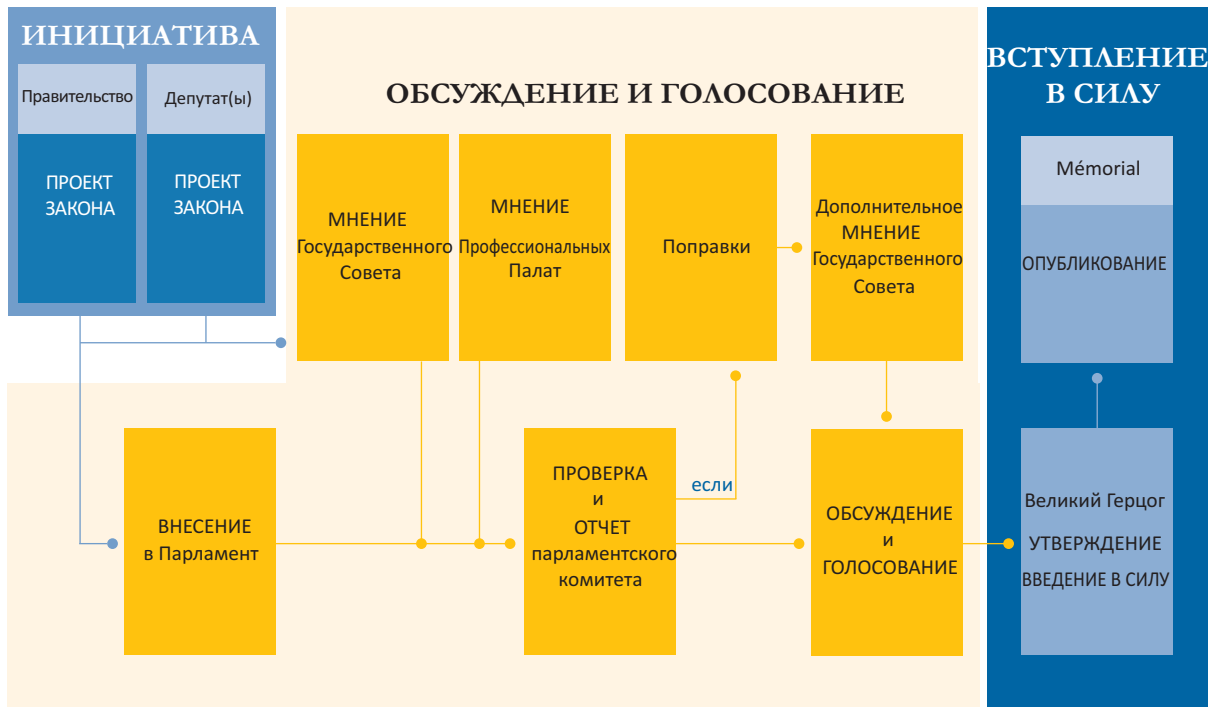 ИНИЦИАТИВА
Правительство
Депутат(ы)
ПРОЕКТ
ЗАКОНА
ПРОЕКТ
ЗАКОНА
ОБСУЖДЕНИЕ И ГОЛОСОВАНИЕ
МНЕНИЕ
Государственного
Совета
МНЕНИЕ
Профессиональных
Палат
Поправки
Дополнительное
МНЕНИЕ
Государственного
Совета
ВНЕСЕНИЕ
в Парламент
ПРОВЕРКА
и
ОТЧЕТ
парламентского
комитета
если
ОБСУЖДЕНИЕ
и
ГОЛОСОВАНИЕ
ВСТУПЛЕНИЕ
В СИЛУ
Mémorial
ОПУБЛИКОВАНИЕ
Великий Герцог
УТВЕРЖДЕНИЕ
ВВЕДЕНИЕ В СИЛУ